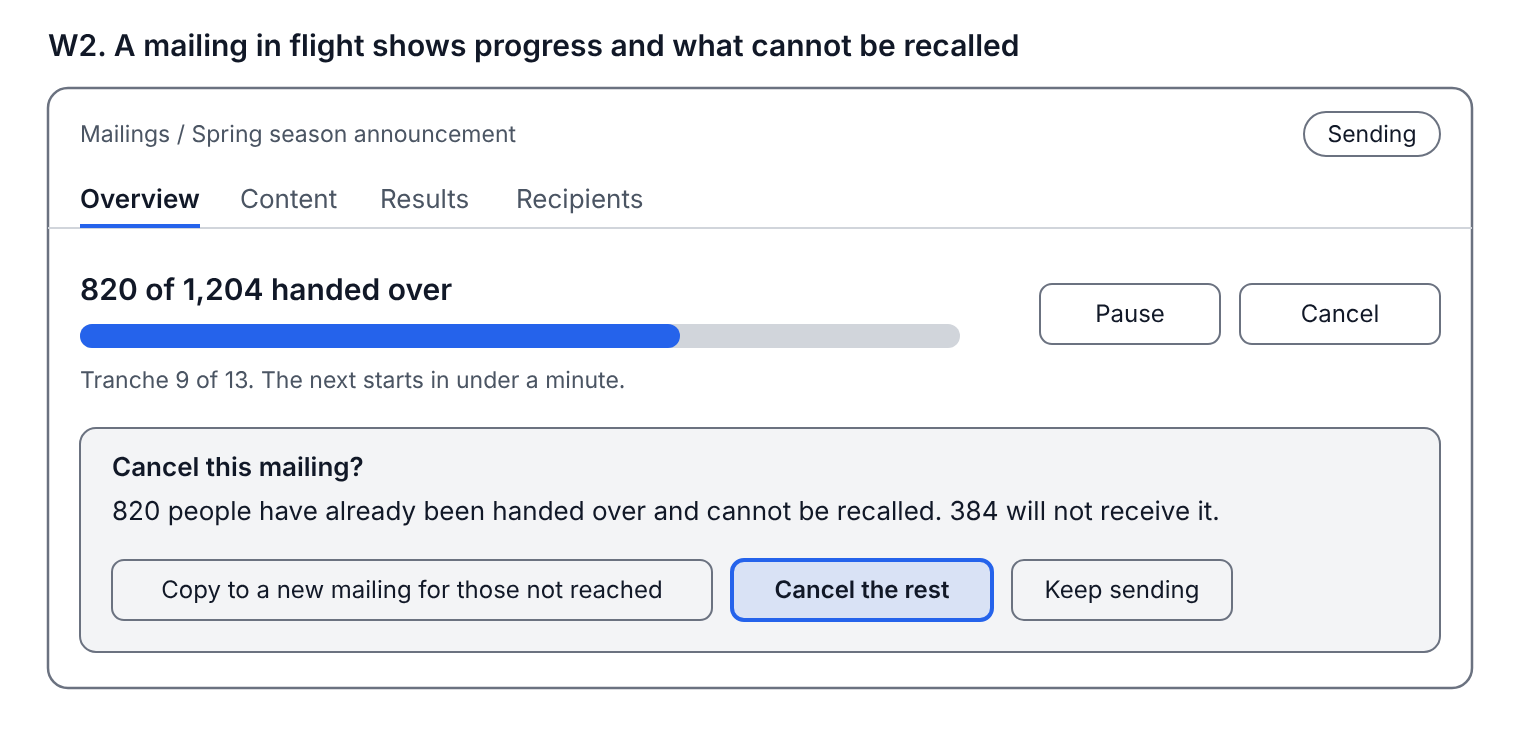 W2. A mailing in flight shows progress and what cannot be recalled
Mailings / Spring season announcement
Sending
Overview Content Results Recipients
820 of 1,204 handed over
Pause Cancel
Tranche 9 of 13. The next starts in under a minute.
Cancel this mailing?
820 people have already been handed over and cannot be recalled. 384 will not receive it.
Copy to a new mailing for those not reached Cancel the rest Keep sending